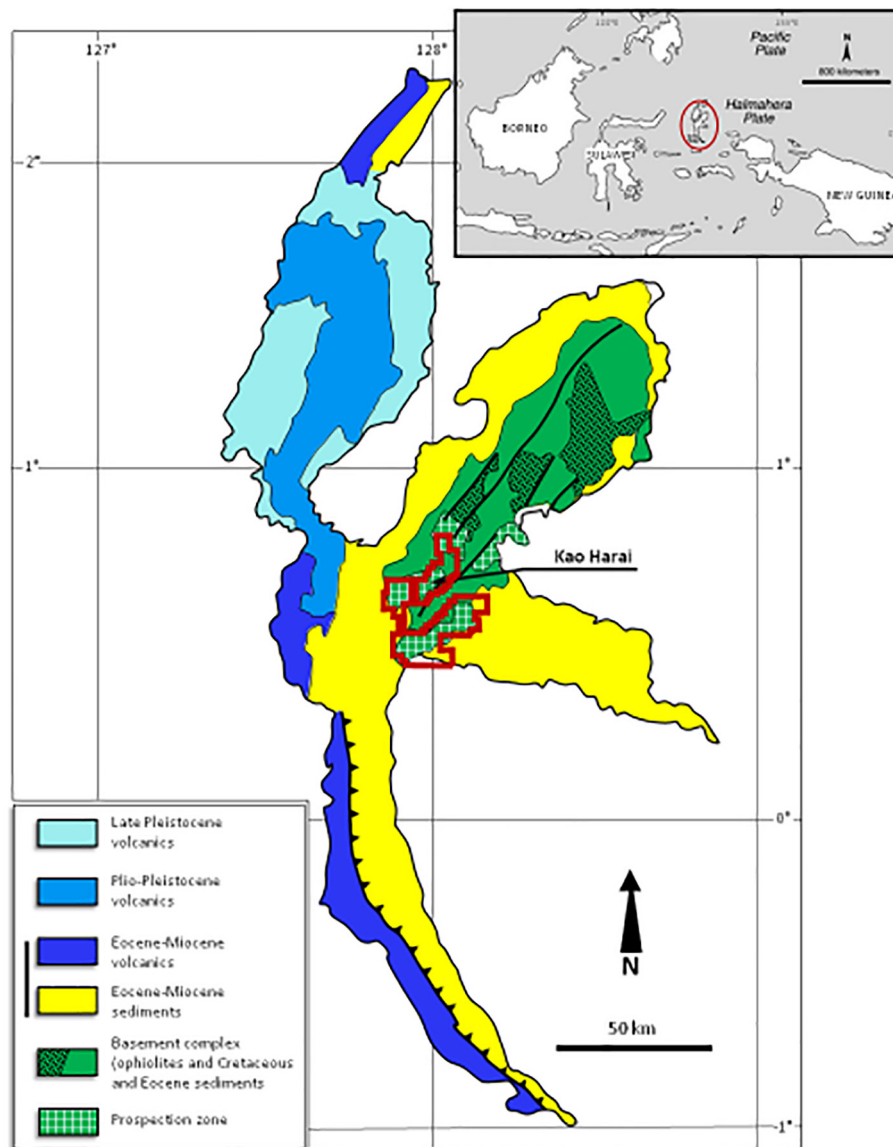 127°
128°
Pacific
Plate
N
800 kilometers
Halmahera
Plate
BORNEO
SULAWESI
NEW GUINEA
2°
1°
1°
Kao Harai
0°
N
50 km
-1°
Late Pleistocene
volcanics
Plio-Pleistocene
volcanics
Eocene-Miocene
volcanics
Eocene-Miocene
sediments
Basement complex
(ophiolites and Cretaceous
and Eocene sediments
Prospection zone